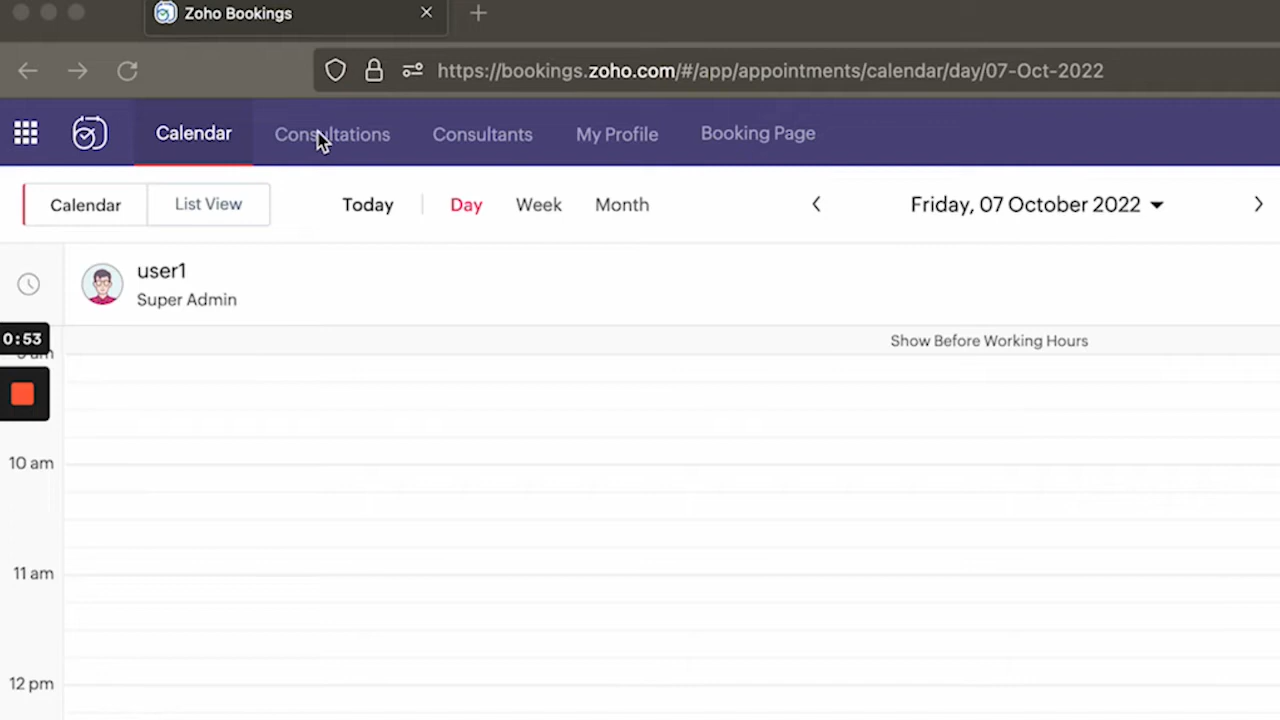 Zoho Bookings
https://bookings.zoho.com/#/app/appointments/calendar/day/07-Oct-2022
Calendar Consultations Consultants My Profile Booking Page
Calendar List View Today Day Week Month Friday, 07 October 2022
user1
Super Admin
0:53
Show Before Working Hours
am
10 am
11 am
12 pm